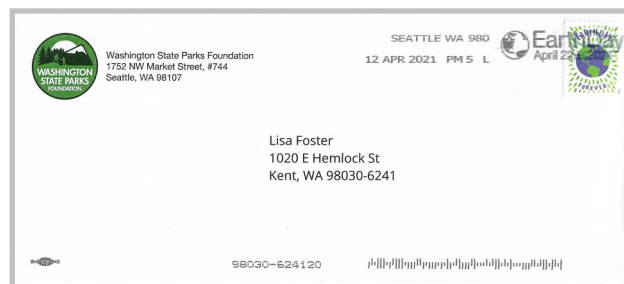 WASHINGTON
STATE PARKS
FOUNDATION
Washington State Parks Foundation
1752 NW Market Street, #744
Seattle, WA 98107
SEATTLE WA 980
12 APR 2021 PM 5 L
EarthDay
April 22
FOREVER
Lisa Foster
1020 E Hemlock St
Kent, WA 98030-6241
98030-624120